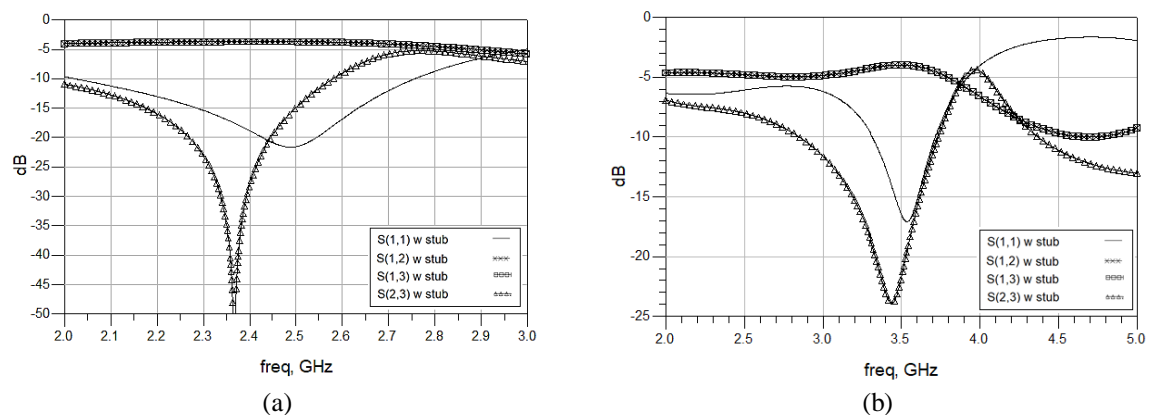 0
-5
-10
-15
-20
-25
-30
-35
-40
-45
-50
dB
2.0 2.1 2.2 2.3 2.4 2.5 2.6 2.7 2.8 2.9 3.0
freq, GHz
S(1,1) w stub
S(1,2) w stub
S(1,3) w stub
S(2,3) w stub
(a)
0
-5
-10
-15
-20
-25
dB
2.0 2.5 3.0 3.5 4.0 4.5 5.0
freq, GHz
S(1,1) w stub
S(1,2) w stub
S(1,3) w stub
S(2,3) w stub
(b)